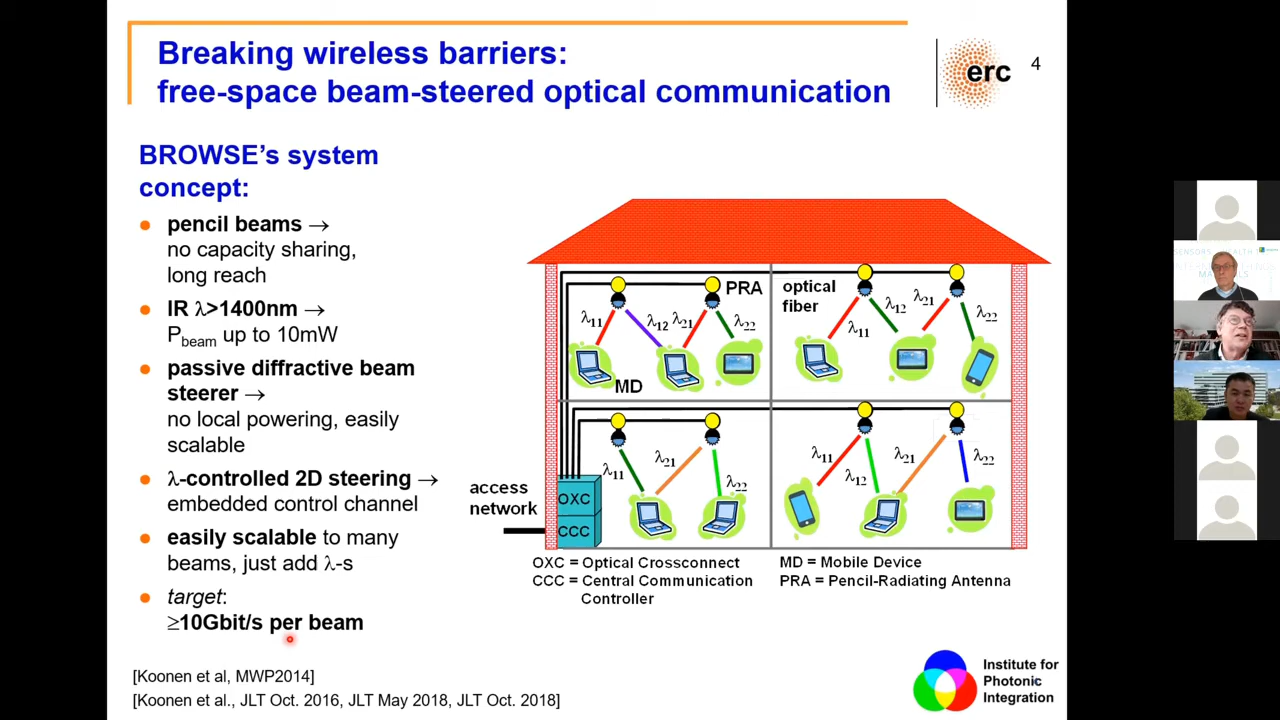 Breaking wireless barriers:
free-space beam-steered optical communication
erc
4
BROWSE's system
concept:
pencil beams →
no capacity sharing,
long reach
IR λ>1400nm →
Pbeam up to 10mW
passive diffractive beam
steerer →
no local powering, easily
scalable
λ-controlled 2D steering →
embedded control channel
easily scalable to many
beams, just add λ-s
target:
≥10Gbit/s per beam
[Koonen et al, MWP2014]
[Koonen et al., JLT Oct. 2016, JLT May 2018, JLT Oct. 2018]
PRA
λ11
λ12
λ21
λ22
MD
optical
fiber
λ11
λ12
λ21
λ22
λ11
λ21
λ22
λ11
λ12
λ21
λ22
access
network
OXC
CCC
OXC = Optical Crossconnect
CCC = Central Communication
Controller
MD = Mobile Device
PRA = Pencil-Radiating Antenna
Institute for
Photonic
Integration